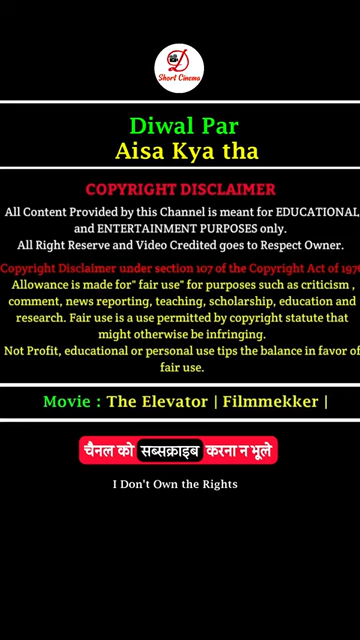 Short Cinema
Diwal Par
Aisa Kya tha
COPYRIGHT DISCLAIMER
All Content Provided by this Channel is meant for EDUCATIONAL
and ENTERTAINMENT PURPOSES only.
All Right Reserve and Video Credited goes to Respect Owner.
Copyright Disclaimer under section 107 of the Copyright Act of 1976
Allowance is made for" fair use" for purposes such as criticism ,
comment, news reporting, teaching, scholarship, education and
research. Fair use is a use permitted by copyright statute that
might otherwise be infringing.
Not Profit, educational or personal use tips the balance in favor of
fair use.
Movie : The Elevator | Filmmekker |
चैनल को सब्सक्राइब करना न भूले
I Don't Own the Rights